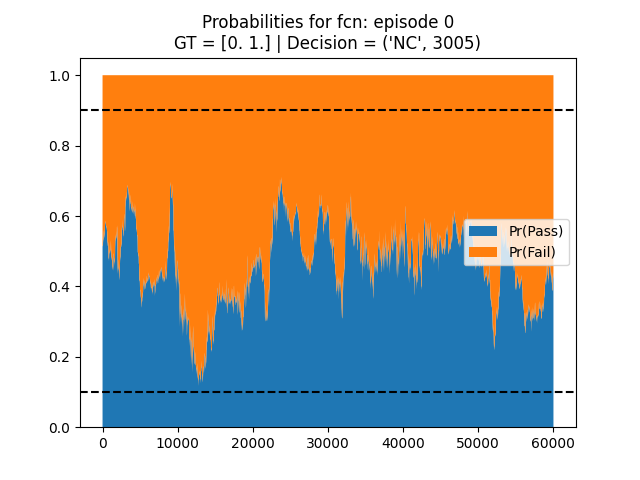 Probabilities for fcn: episode 0
GT = [0. 1.] | Decision = ('NC', 3005)
1.0
0.8
0.6
0.4
0.2
0.0
Pr(Pass)
Pr(Fail)
0 10000 20000 30000 40000 50000 60000